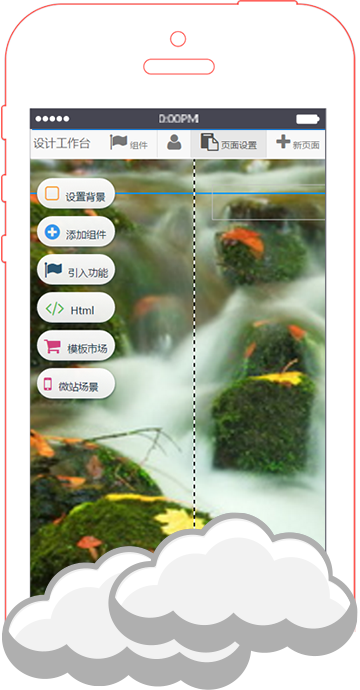 0:00PM
设计工作台 组件 页面设置 新页面
设置背景
添加组件
引入功能
</> Html
模板市场
微站场景